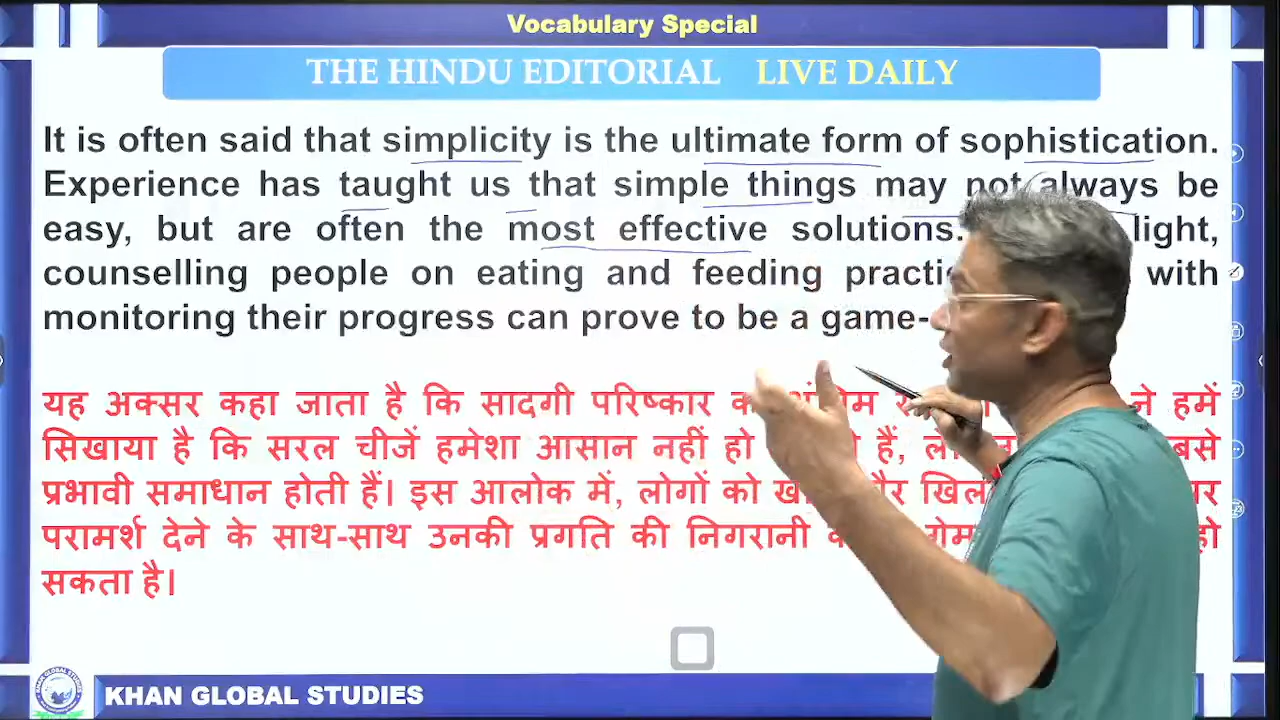 Vocabulary Special
THE HINDU EDITORIAL LIVE DAILY
It is often said that simplicity is the ultimate form of sophistication.
Experience has taught us that simple things may not always be
easy, but are often the most effective solutions. light,
counselling people on eating and feeding with
monitoring their progress can prove to be a game-
यह अक्सर कहा जाता है कि सादगी परिष्कार ने हमें
सिखाया है कि सरल चीजें हमेशा आसान नहीं हो हैं,
प्रभावी समाधान होती हैं। इस आलोक में, लोगों को
परामर्श देने के साथ-साथ उनकी प्रगति की निगरानी हो
सकता है।
KHAN GLOBAL STUDIES